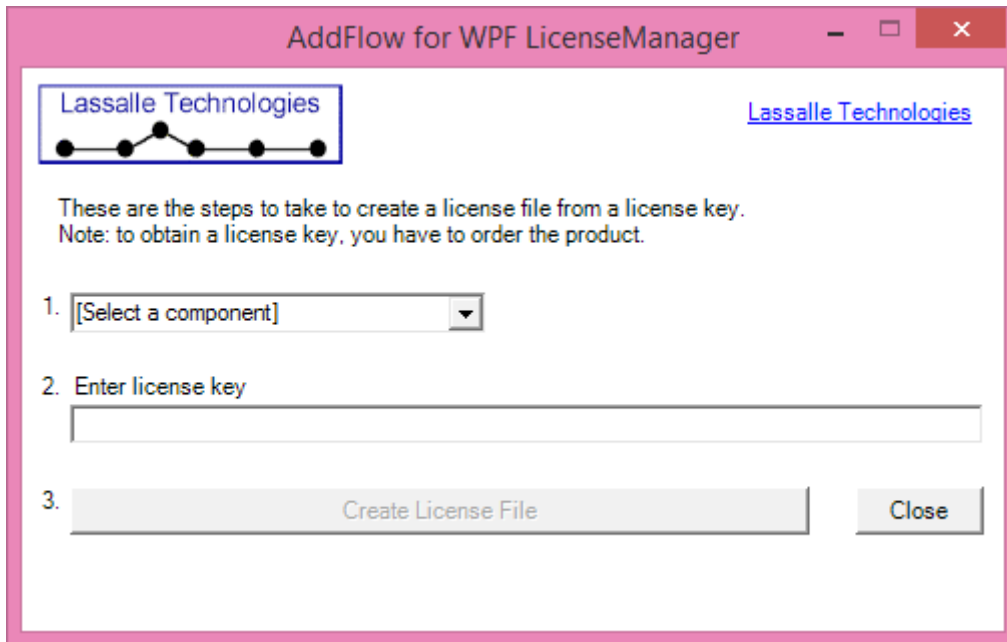 AddFlow for WPF LicenseManager
Lassalle Technologies
Lassalle Technologies
These are the steps to take to create a license file from a license key.
Note: to obtain a license key, you have to order the product.
1. [Select a component]
2. Enter license key
3. Create License File Close